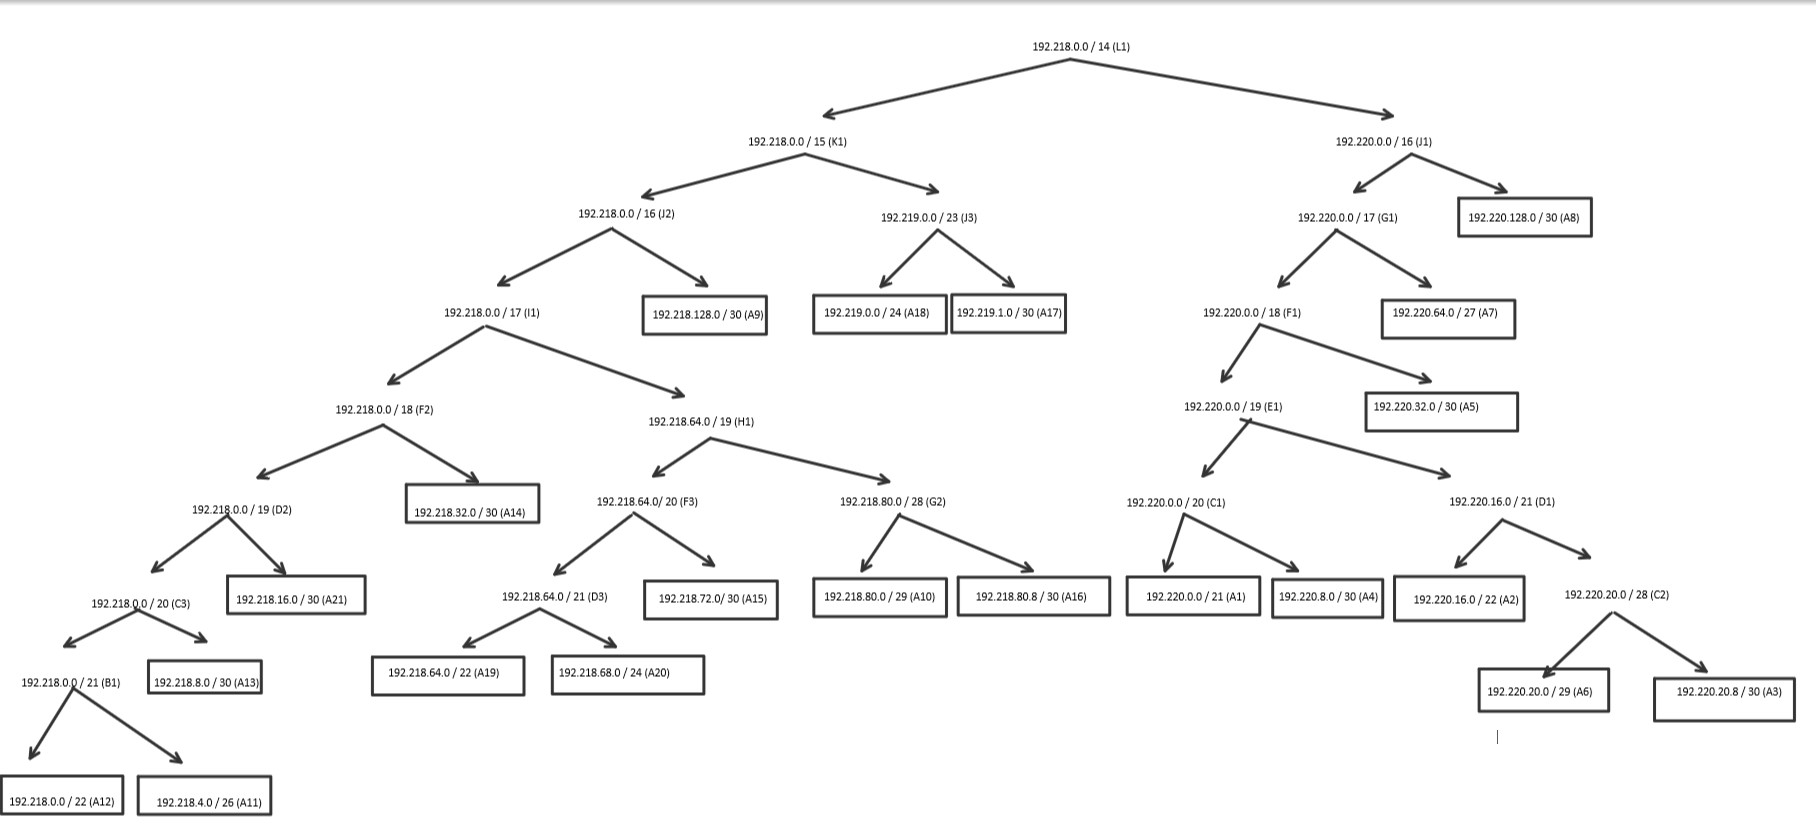 192.218.0.0 / 14 (L1)
192.218.0.0 / 15 (K1)
192.220.0.0 / 16 (J1)
192.218.0.0 / 16 (J2)
192.219.0.0 / 23 (J3)
192.220.0.0 / 17 (G1)
192.220.128.0 / 30 (A8)
192.218.0.0 / 17 (I1)
192.218.128.0 / 30 (A9)
192.219.0.0 / 24 (A18)
192.219.1.0 / 30 (A17)
192.220.0.0 / 18 (F1)
192.220.64.0 / 27 (A7)
192.218.0.0 / 18 (F2)
192.218.64.0 / 19 (H1)
192.220.0.0 / 19 (E1)
192.220.32.0 / 30 (A5)
192.218.0.0 / 19 (D2)
192.218.32.0 / 30 (A14)
192.218.64.0/ 20 (F3)
192.218.80.0 / 28 (G2)
192.220.0.0 / 20 (C1)
192.220.16.0 / 21 (D1)
192.218.0.0 / 20 (C3)
192.218.16.0 / 30 (A21)
192.218.64.0 / 21 (D3)
192.218.72.0/ 30 (A15)
192.218.80.0 / 29 (A10)
192.218.80.8 / 30 (A16)
192.220.0.0 / 21 (A1)
192.220.8.0 / 30 (A4)
192.220.16.0 / 22 (A2)
192.220.20.0 / 28 (C2)
192.218.0.0 / 21 (B1)
192.218.8.0 / 30 (A13)
192.218.64.0 / 22 (A19)
192.218.68.0 / 24 (A20)
192.220.20.0 / 29 (A6)
192.220.20.8 / 30 (A3)
192.218.0.0 / 22 (A12)
192.218.4.0 / 26 (A11)